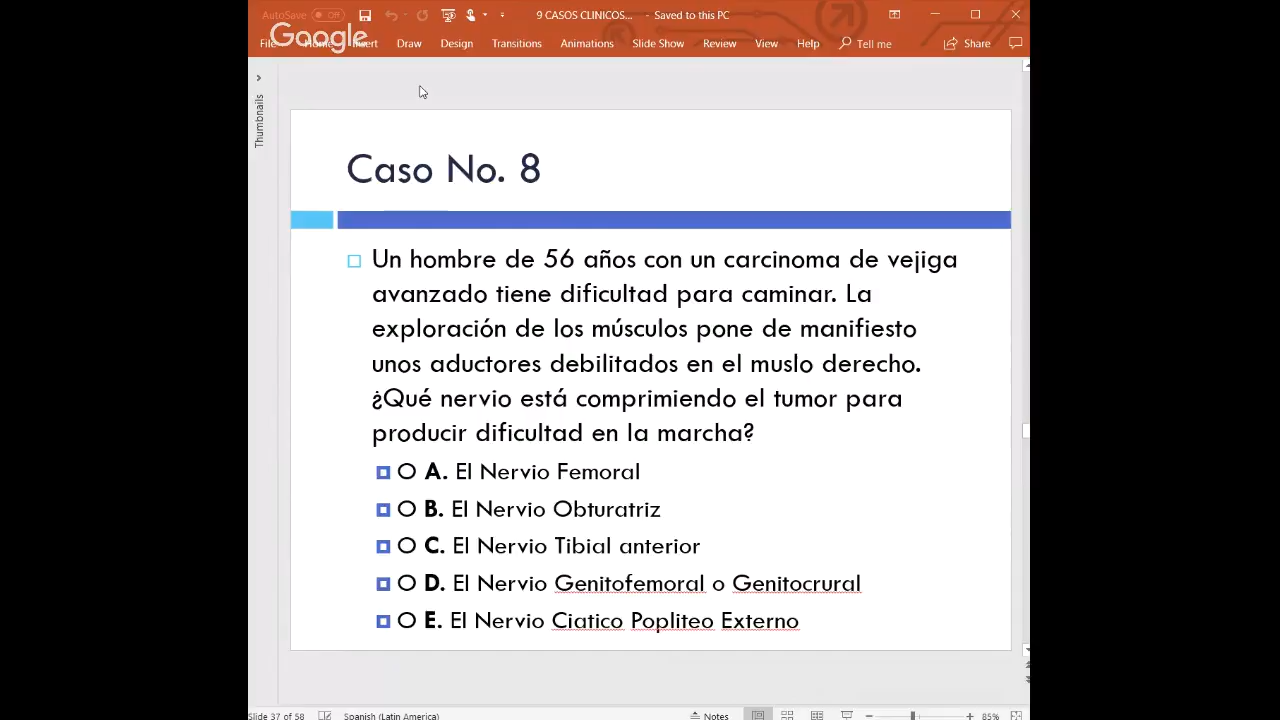 AutoSave Off 9 CASOS CLINICOS... - Saved to this PC
Google
File Home Insert Draw Design Transitions Animations Slide Show Review View Help Tell me Share
Thumbnails
Caso No. 8
Un hombre de 56 años con un carcinoma de vejiga
avanzado tiene dificultad para caminar. La
exploración de los músculos pone de manifiesto
unos aductores debilitados en el muslo derecho.
¿Qué nervio está comprimiendo el tumor para
producir dificultad en la marcha?
O A. El Nervio Femoral
O B. El Nervio Obturatriz
O C. El Nervio Tibial anterior
O D. El Nervio Genitofemoral o Genitocrural
O E. El Nervio Ciatico Popliteo Externo
Slide 37 of 58 Spanish (Latin America) Notes 85%